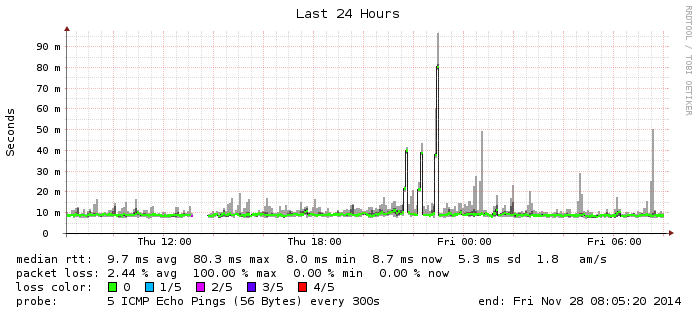 Last 24 Hours
RRDTOOL / TOBI OETIKER
Seconds
90 m
80 m
70 m
60 m
50 m
40 m
30 m
20 m
10 m
0
Thu 12:00 Thu 18:00 Fri 00:00 Fri 06:00
median rtt: 9.7 ms avg 80.3 ms max 8.0 ms min 8.7 ms now 5.3 ms sd 1.8 am/s
packet loss: 2.44 % avg 100.00 % max 0.00 % min 0.00 % now
loss color: 0 1/5 2/5 3/5 4/5
probe: 5 ICMP Echo Pings (56 Bytes) every 300s end: Fri Nov 28 08:05:20 2014